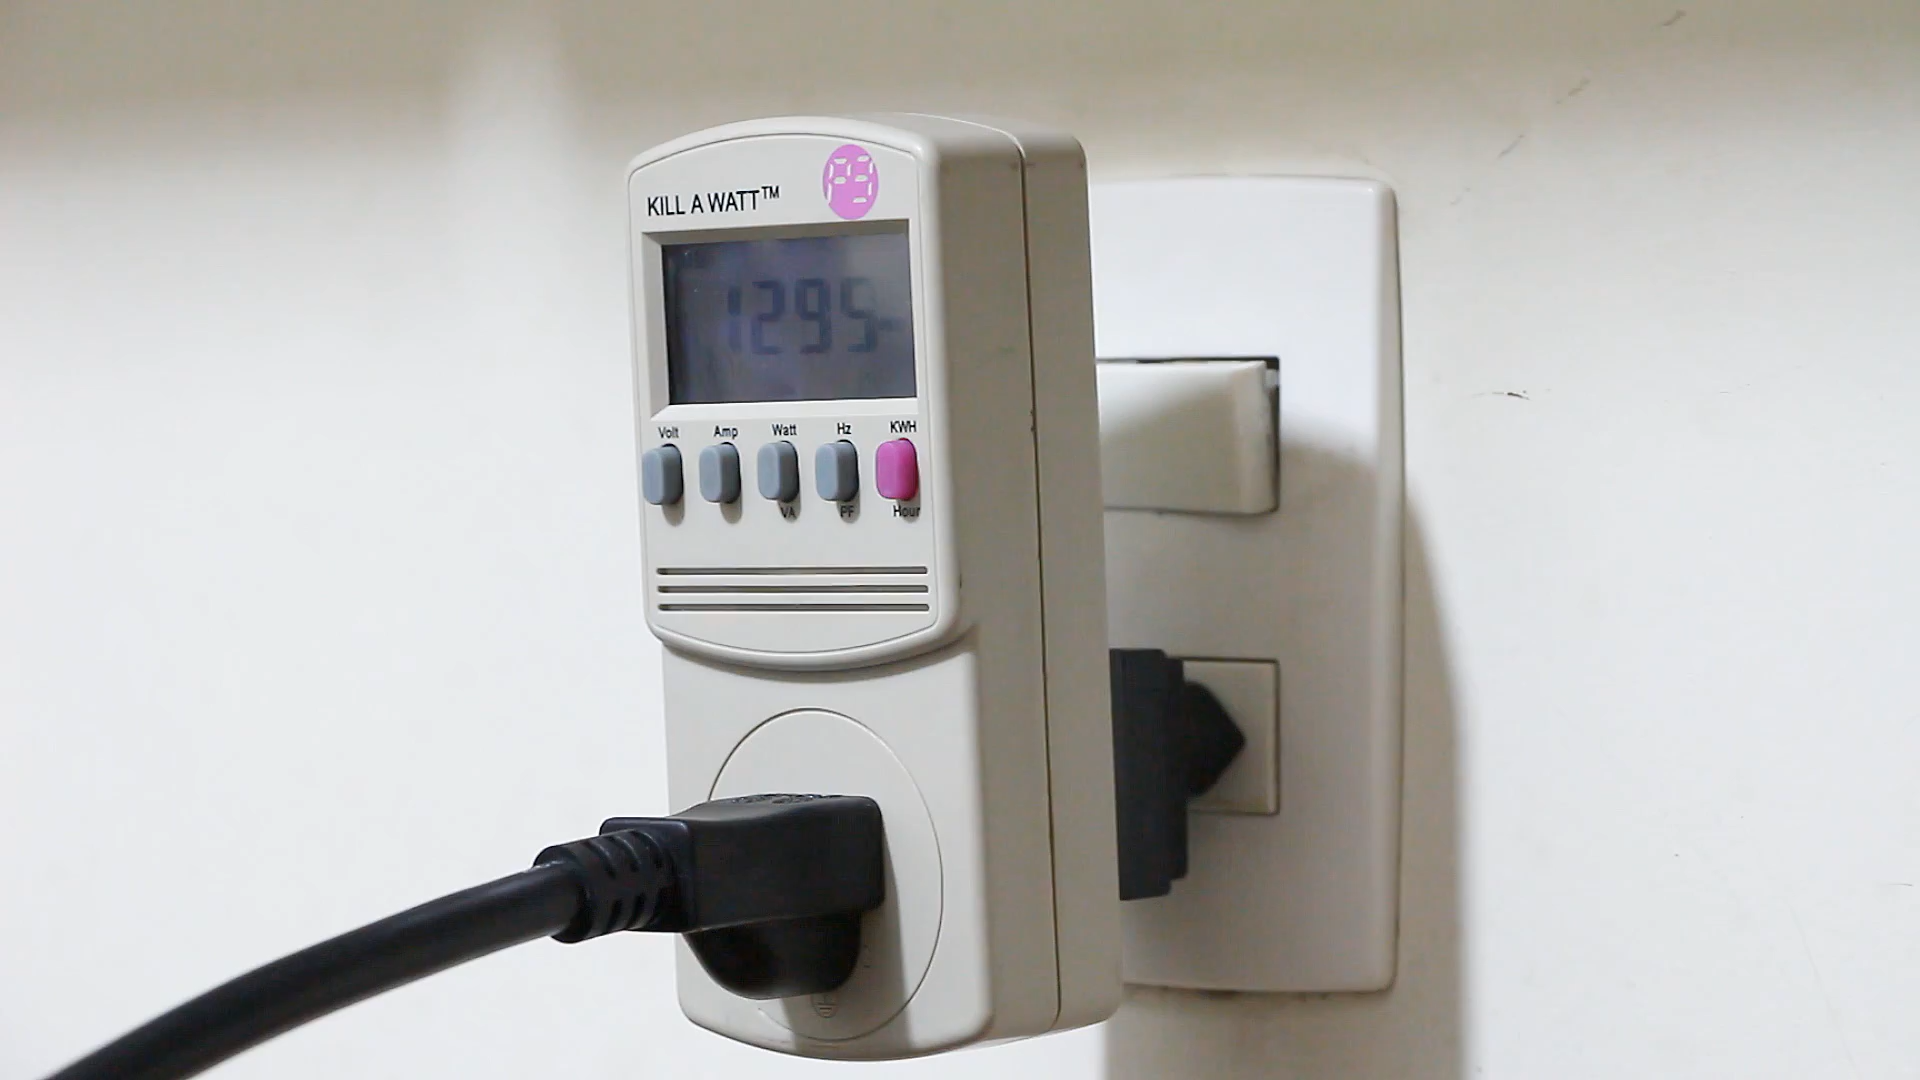 KILL A WATT™
P3
1295
Volt Amp Watt Hz KWH
VA PF Hour